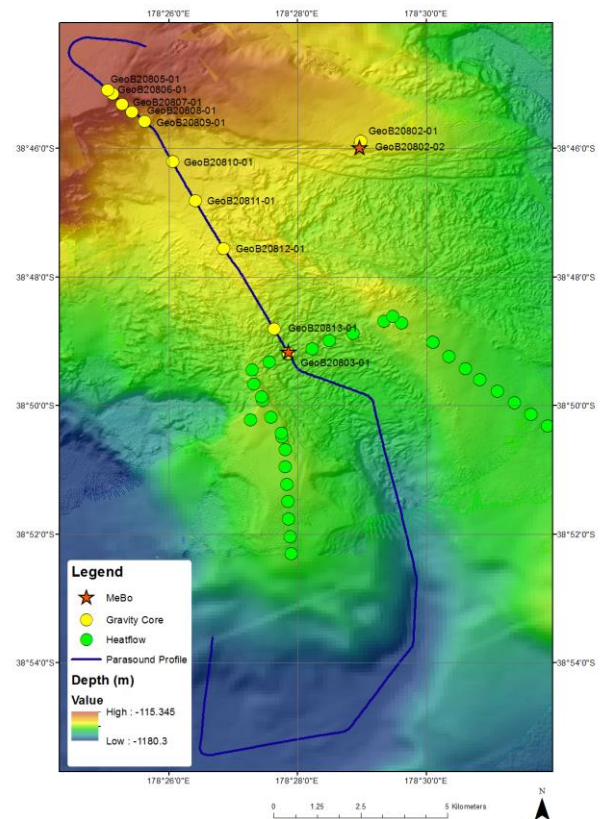 178°26'0"E 178°28'0"E 178°30'0"E
GeoB20805-01
GeoB20806-01
GeoB20807-01
GeoB20808-01
GeoB20809-01
GeoB20802-01
38°46'0"S GeoB20802-02 38°46'0"S
GeoB20810-01
GeoB20811-01
GeoB20812-01
38°48'0"S 38°48'0"S
GeoB20813-01
GeoB20803-01
38°50'0"S 38°50'0"S
38°52'0"S 38°52'0"S
Legend
MeBo
Gravity Core
Heatflow
Parasound Profile
38°54'0"S 38°54'0"S
Depth (m)
Value
High : -115.345
Low : -1180.3
178°26'0"E 178°28'0"E 178°30'0"E
N
0 1.25 2.5 5 Kilometers